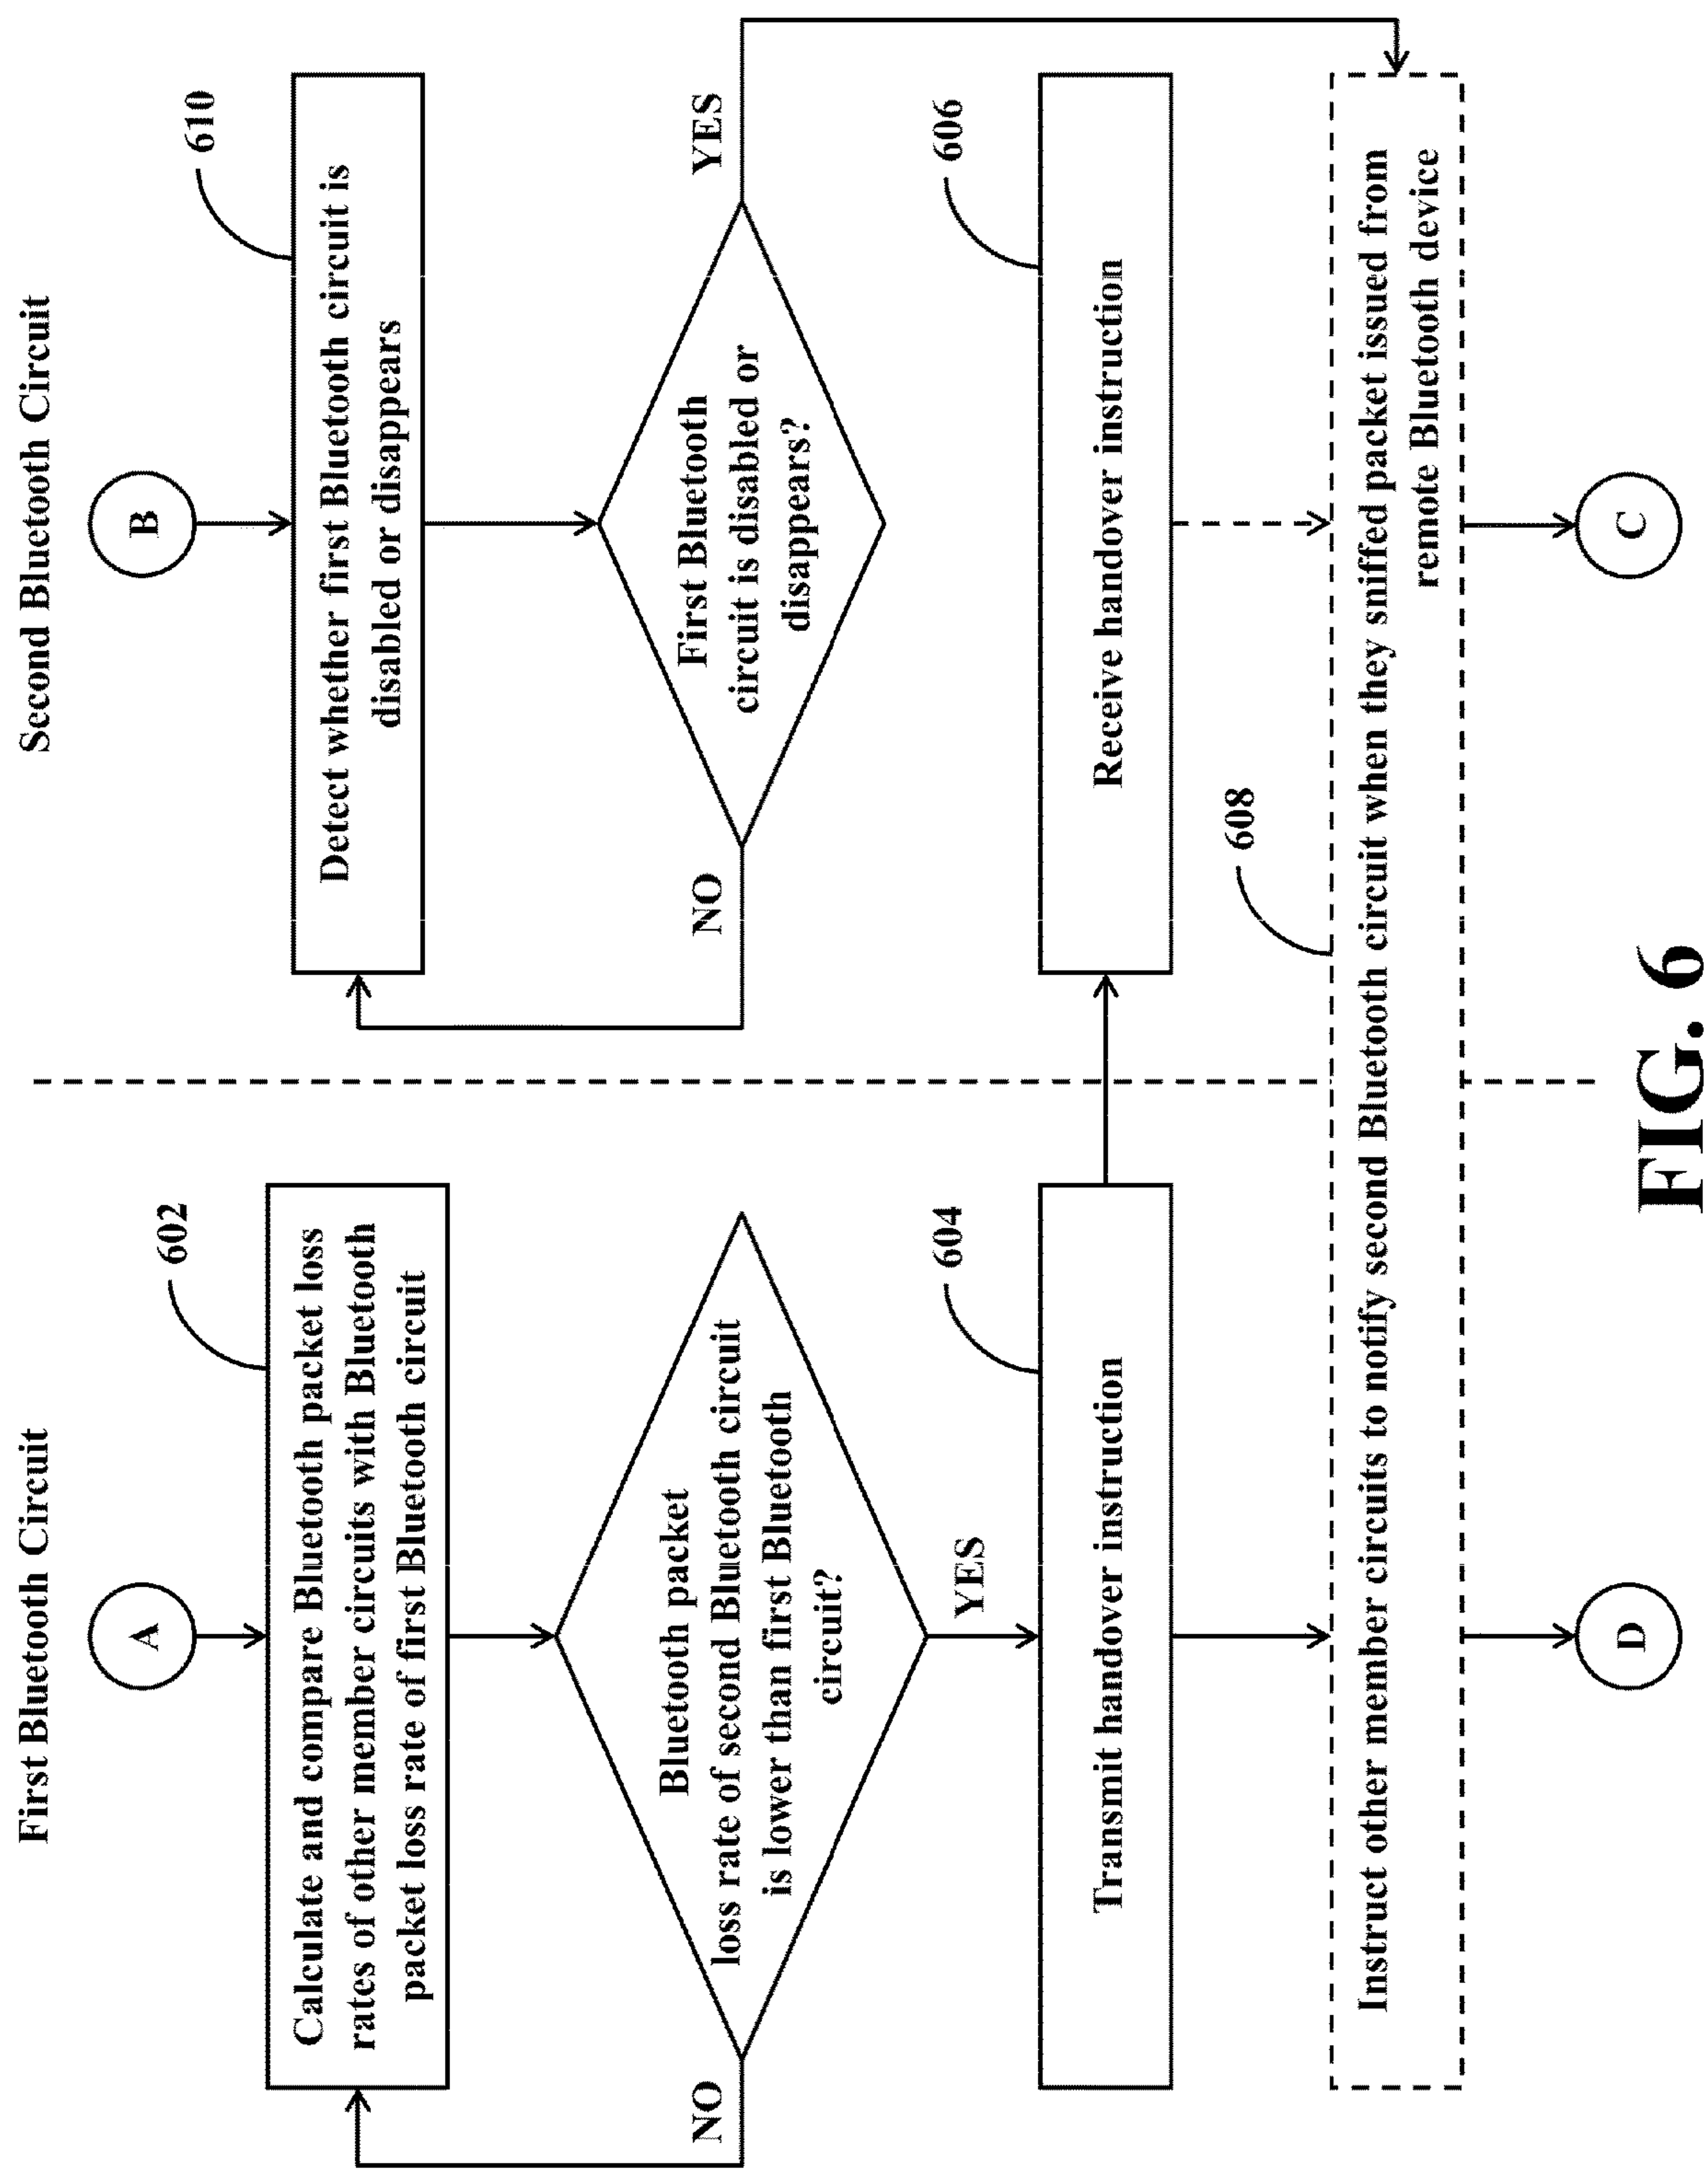 First Bluetooth Circuit
Second Bluetooth Circuit
A
B
602
Calculate and compare Bluetooth packet loss
rates of other member circuits with Bluetooth
packet loss rate of first Bluetooth circuit
610
Detect whether first Bluetooth circuit is
disabled or disappears
Bluetooth packet
loss rate of second Bluetooth circuit
is lower than first Bluetooth
circuit?
NO
YES
First Bluetooth
circuit is disabled or
disappears?
NO
YES
604
Transmit handover instruction
606
Receive handover instruction
608
Instruct other member circuits to notify second Bluetooth circuit when they sniffed packet issued from
remote Bluetooth device
D
C
FIG. 6